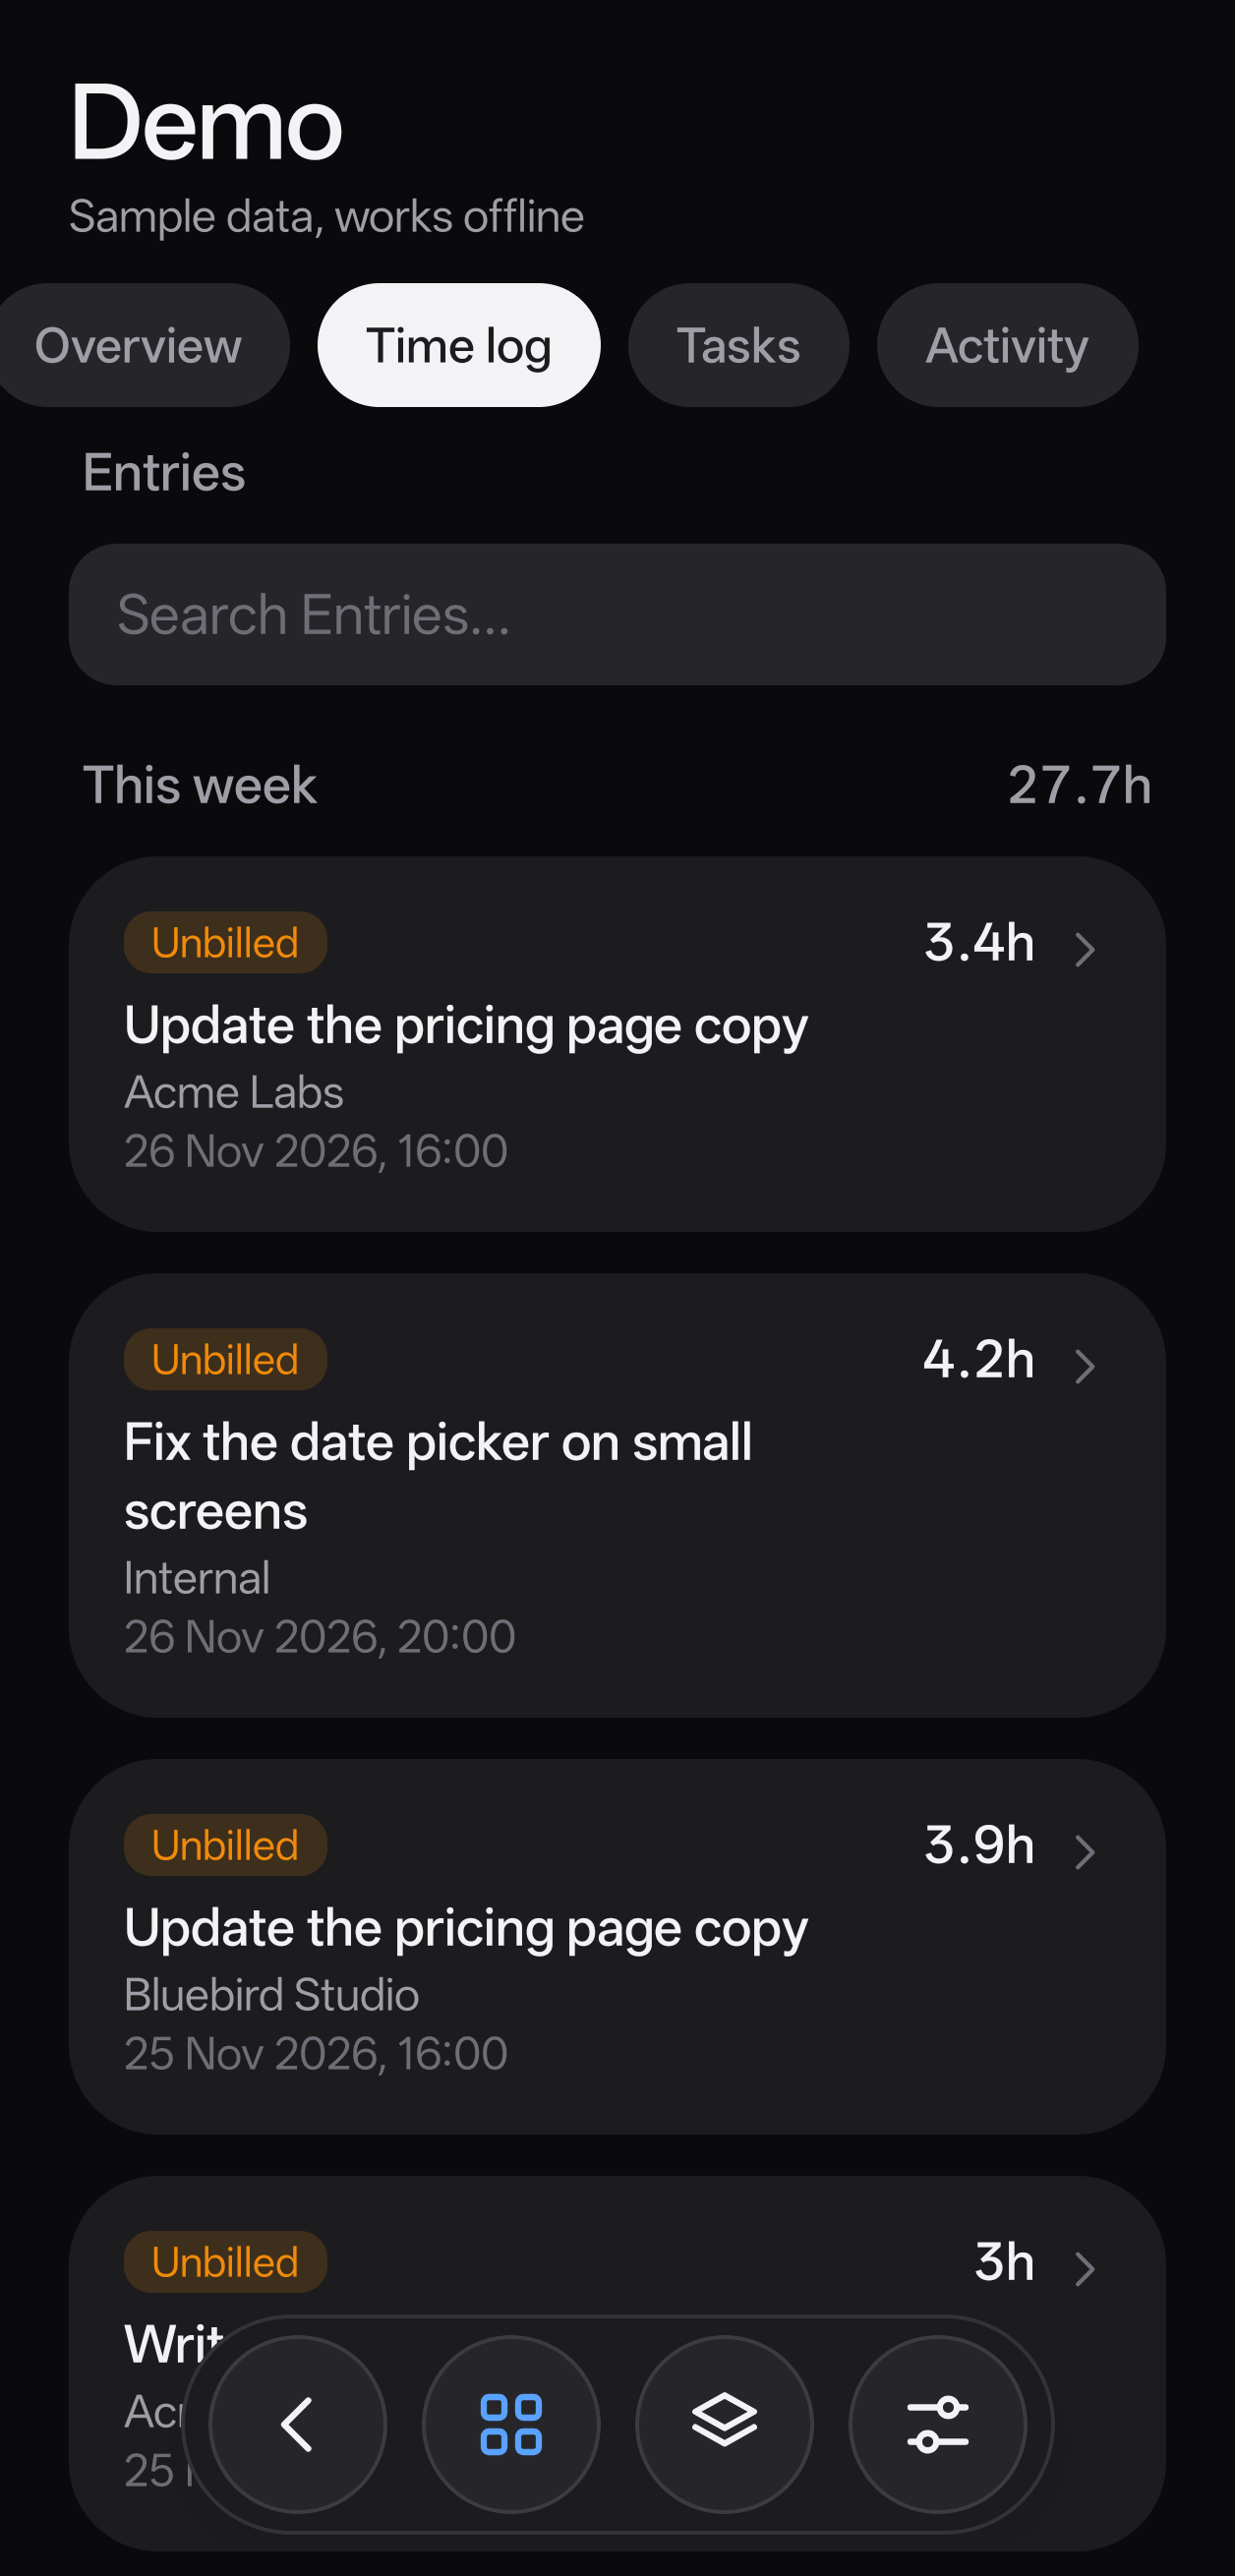 Demo
Sample data, works offline
Overview
Time log
Tasks
Activity
Entries
Search Entries...
This week
27.7h
Unbilled
3.4h
Update the pricing page copy
Acme Labs
26 Nov 2026, 16:00
Unbilled
4.2h
Fix the date picker on small
screens
Internal
26 Nov 2026, 20:00
Unbilled
3.9h
Update the pricing page copy
Bluebird Studio
25 Nov 2026, 16:00
Unbilled
3h
25